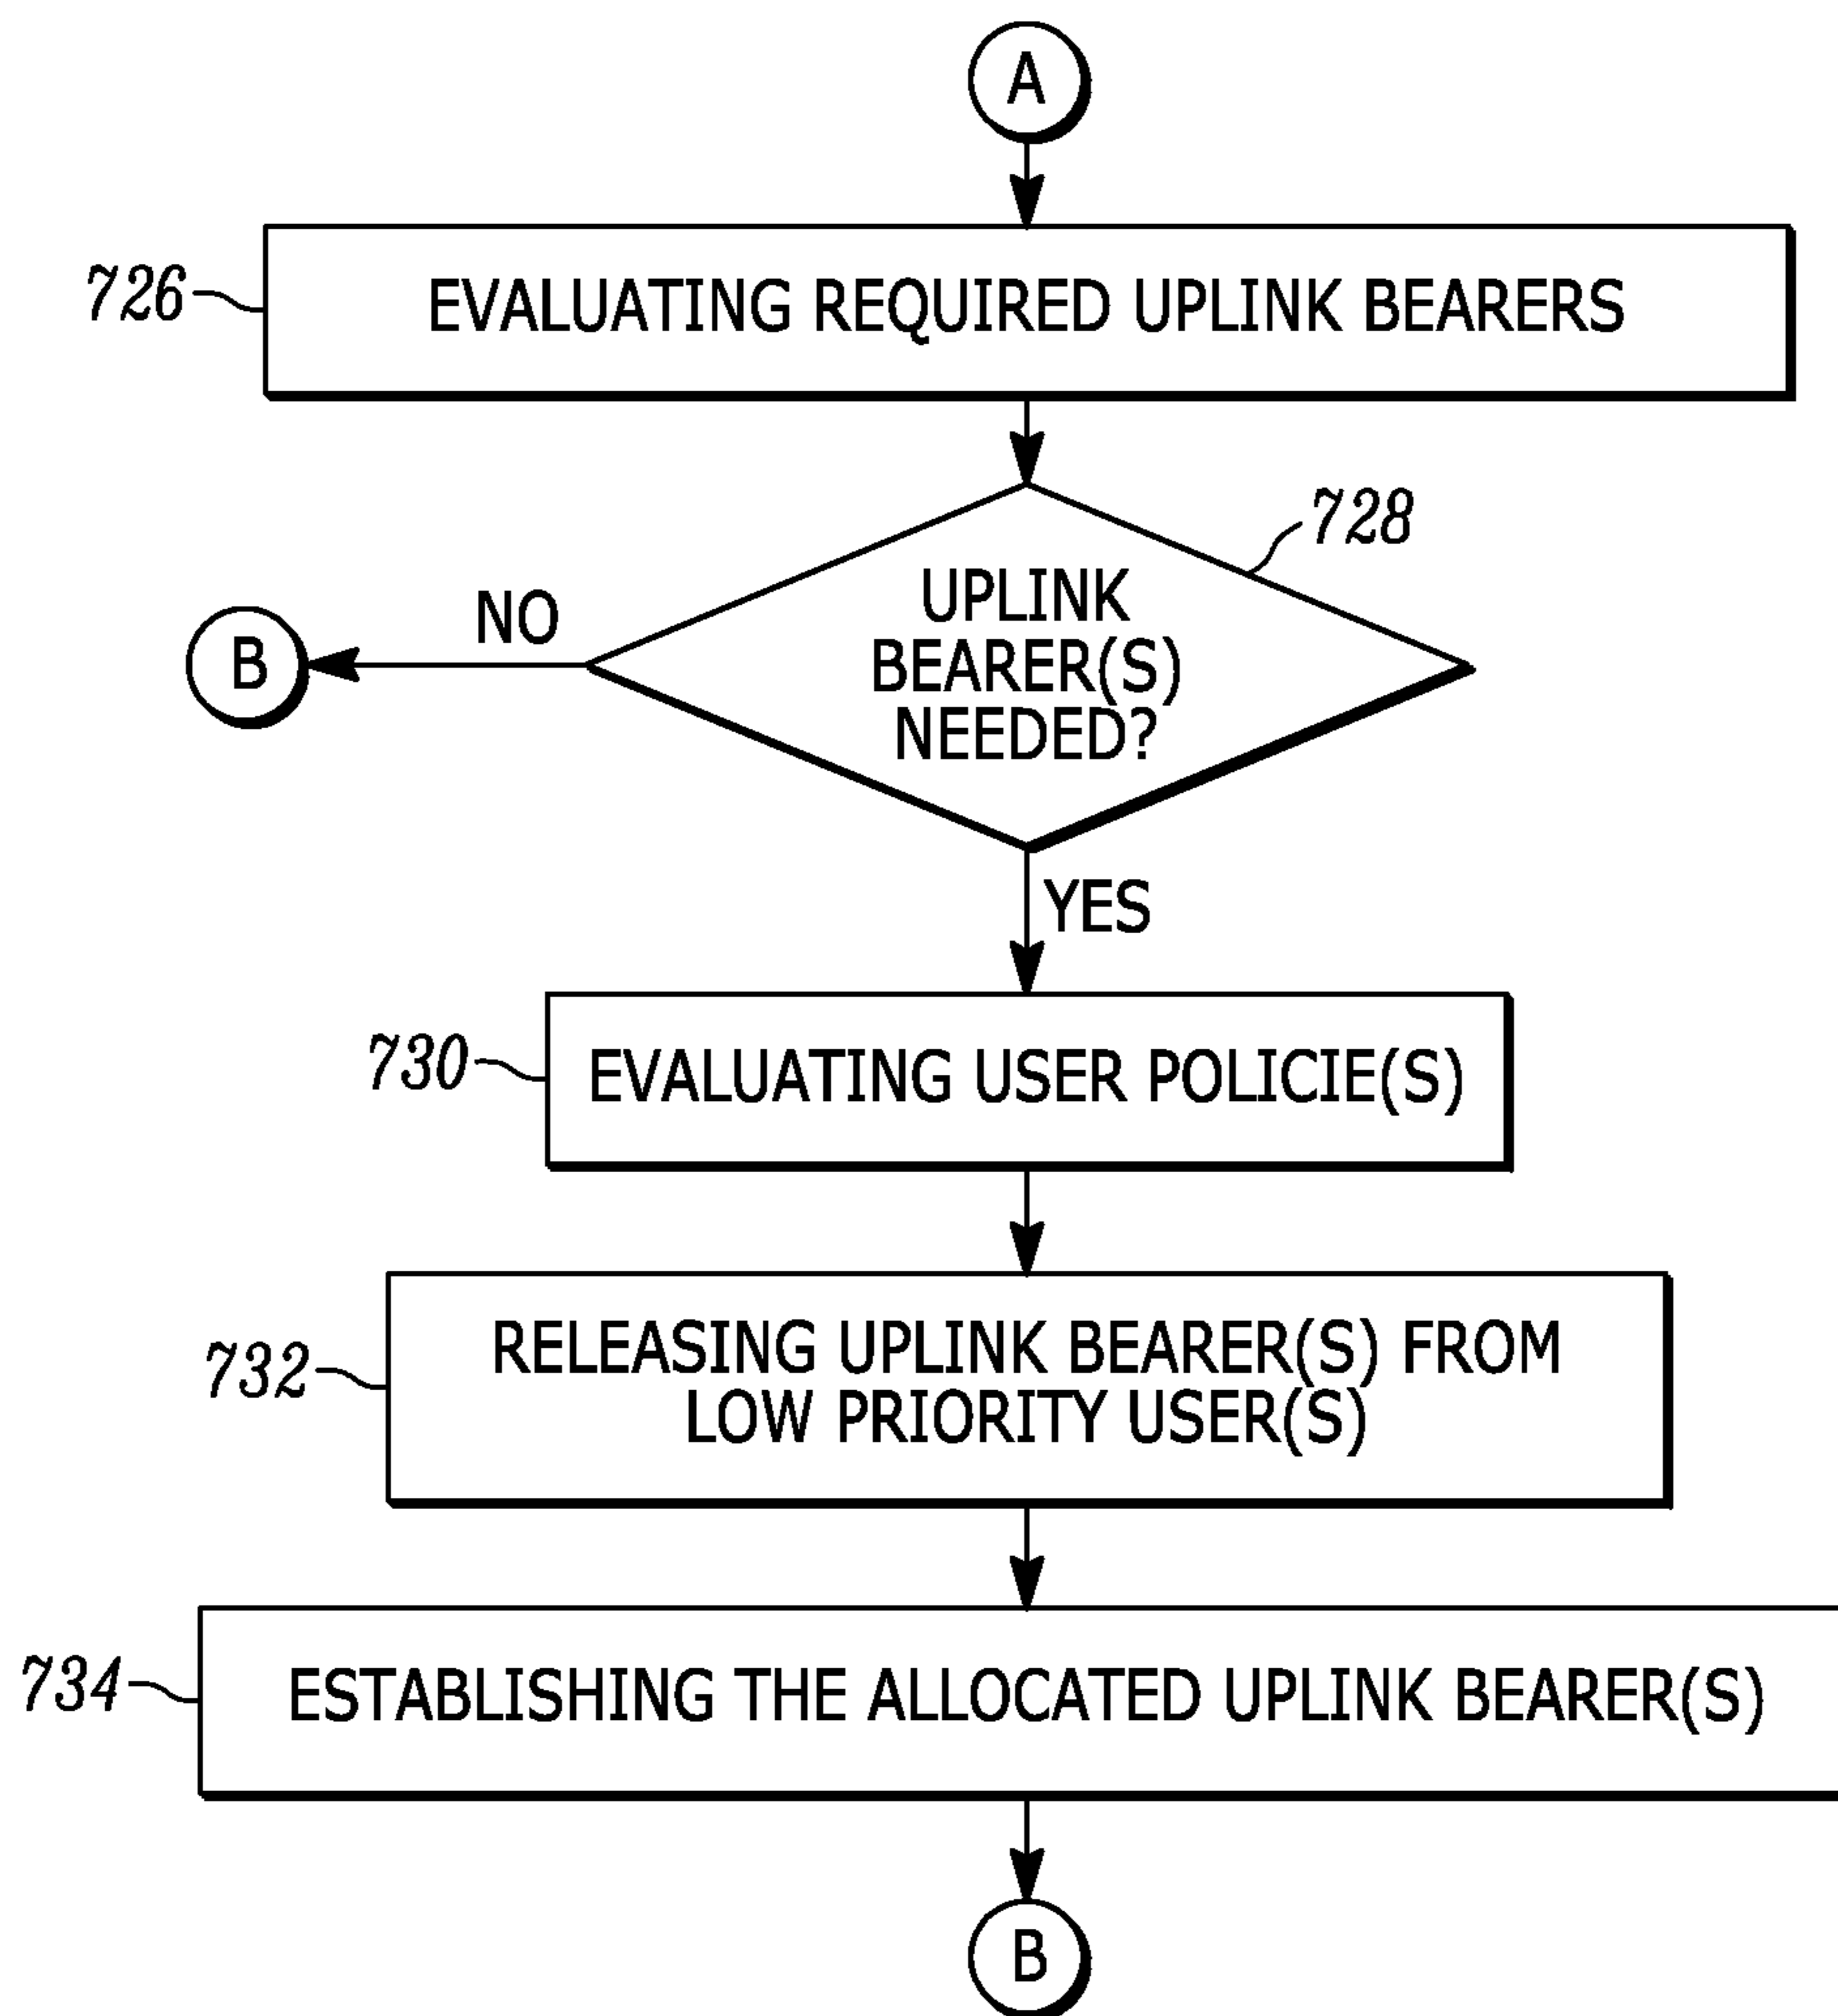 A
726
EVALUATING REQUIRED UPLINK BEARERS
728
UPLINK
BEARER(S)
NEEDED?
NO
B
YES
730
EVALUATING USER POLICIE(S)
732
RELEASING UPLINK BEARER(S) FROM
LOW PRIORITY USER(S)
734
ESTABLISHING THE ALLOCATED UPLINK BEARER(S)
B